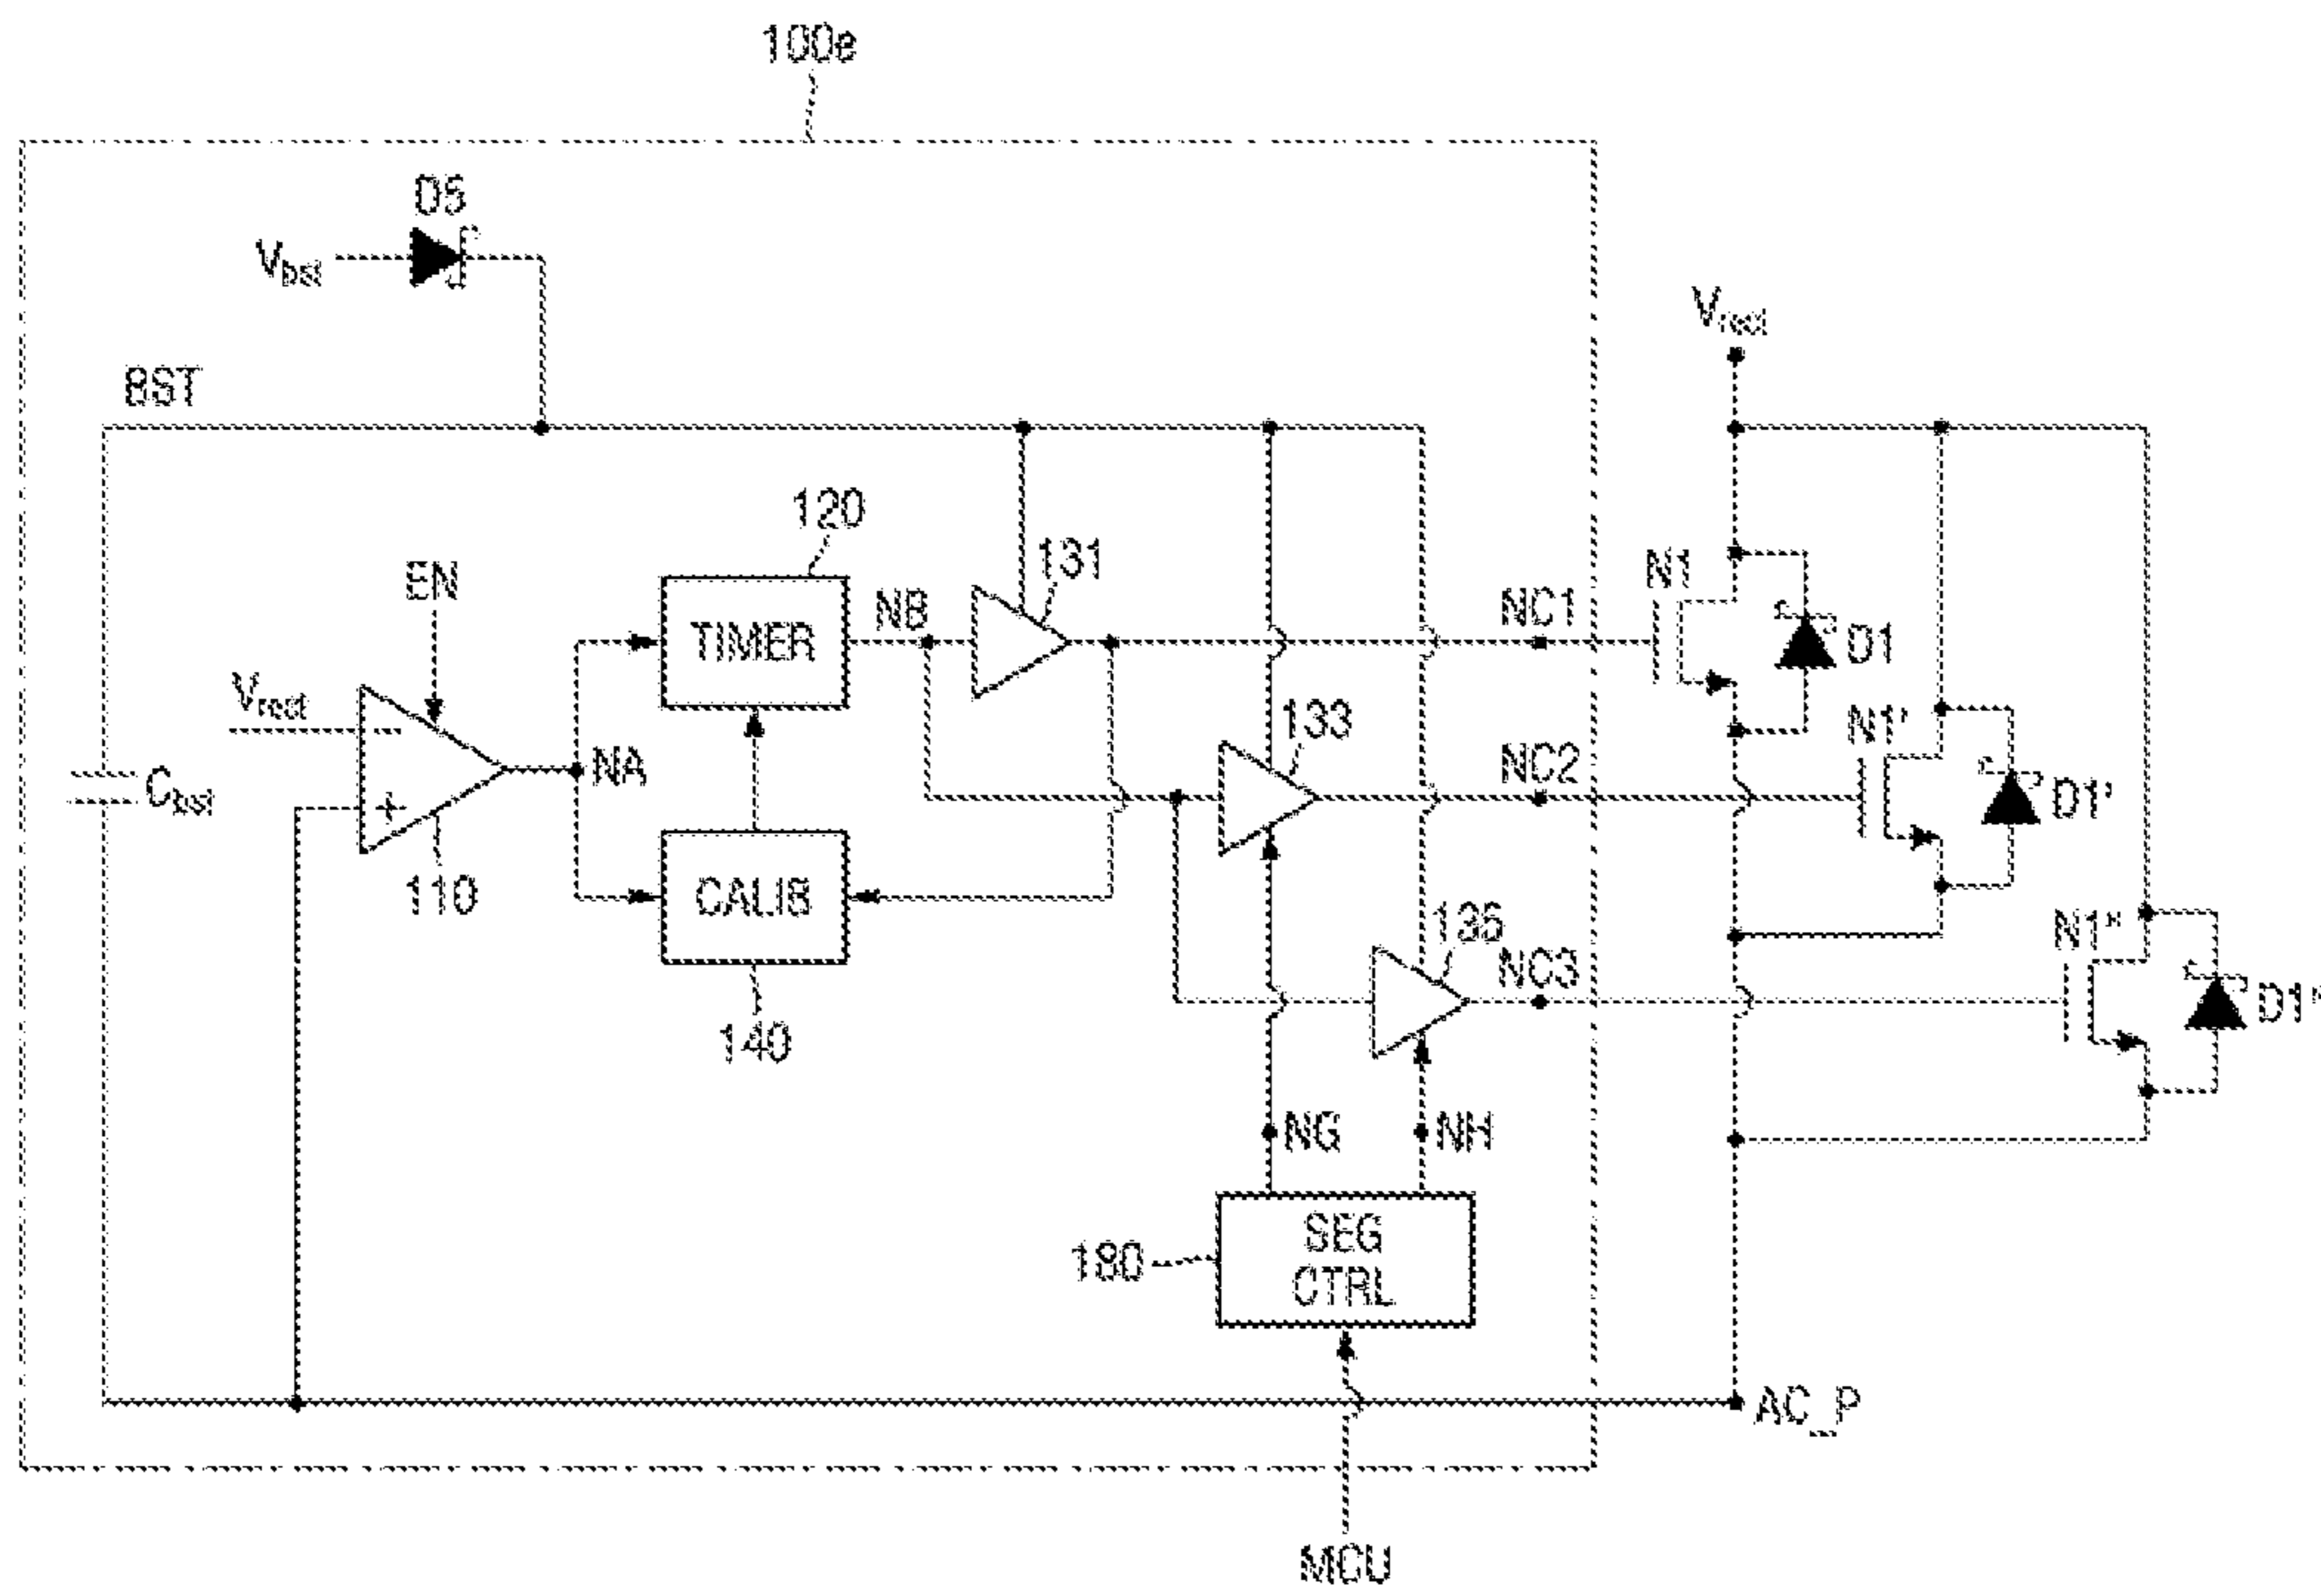 100e
D5
Vbst
Vrect
BST
120
131
EN
N1
NB
NC1
TIMER
D1
Vrect
133
N1'
NC2
NA
Cbst
D1'
110
CALIB
135
N1"
NC3
D1"
140
NG
NH
180
SEG
CTRL
AC_P
MCU
-
+